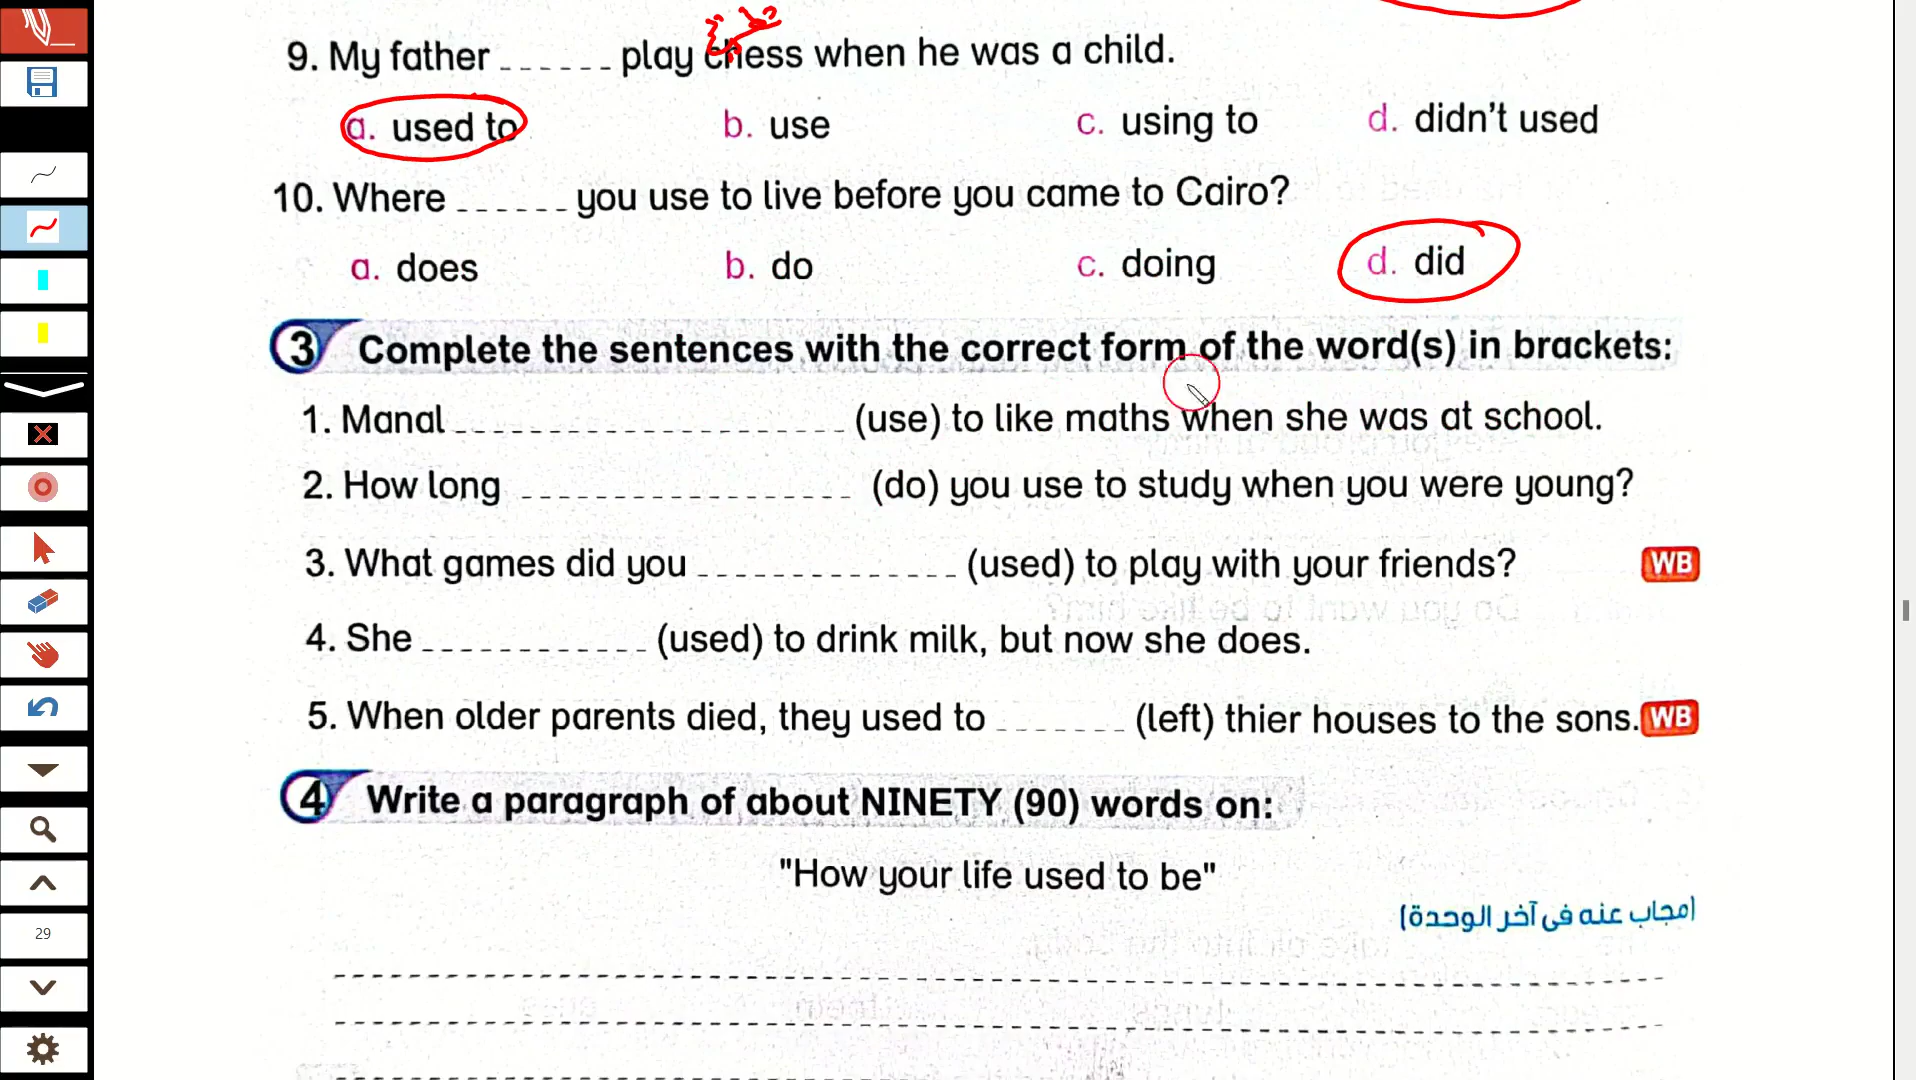 9. My father ______ play chess when he was a child.
a. used to b. use c. using to d. didn't used
10. Where ______ you use to live before you came to Cairo?
a. does b. do c. doing d. did
3 Complete the sentences with the correct form of the word(s) in brackets:
1. Manal ____________________ (use) to like maths when she was at school.
2. How long _________________ (do) you use to study when you were young?
3. What games did you ______________ (used) to play with your friends? WB
4. She ____________ (used) to drink milk, but now she does.
5. When older parents died, they used to _______ (left) thier houses to the sons. WB
4 Write a paragraph of about NINETY (90) words on:
"How your life used to be"
(مجاب عنه فى آخر الوحدة)
29